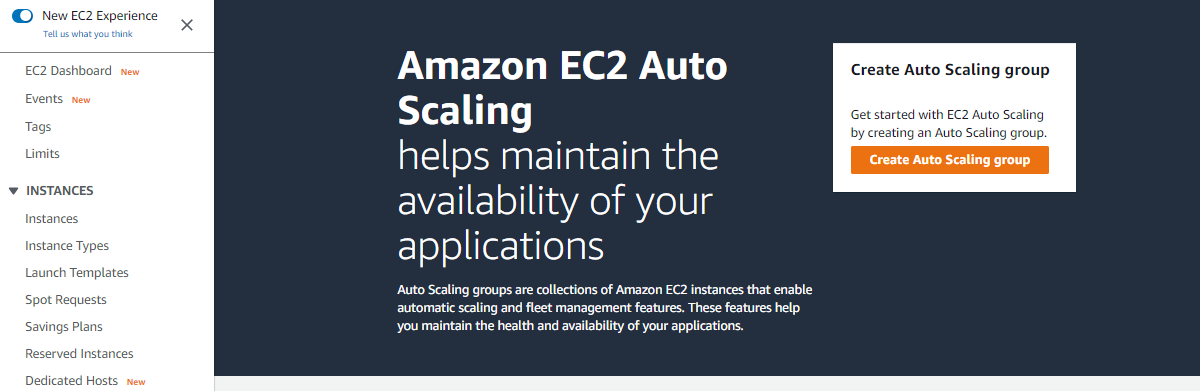 New EC2 Experience
Tell us what you think
EC2 Dashboard New
Events New
Tags
Limits
INSTANCES
Instances
Instance Types
Launch Templates
Spot Requests
Savings Plans
Reserved Instances
Dedicated Hosts New
Amazon EC2 Auto
Scaling
helps maintain the
availability of your
applications
Auto Scaling groups are collections of Amazon EC2 instances that enable
automatic scaling and fleet management features. These features help
you maintain the health and availability of your applications.
Create Auto Scaling group
Get started with EC2 Auto Scaling
by creating an Auto Scaling group.
Create Auto Scaling group